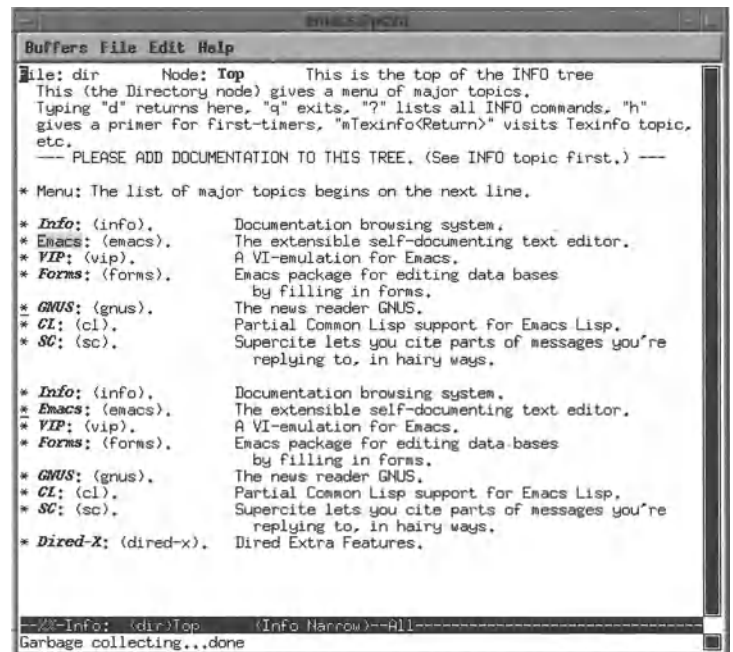 emacs@pcra
Buffers File Edit Help
File: dir Node: Top This is the top of the INFO tree
This (the Directory node) gives a menu of major topics.
Typing "d" returns here, "q" exits, "?" lists all INFO commands, "h"
gives a primer for first-timers, "mTexinfo<Return>" visits Texinfo topic,
etc.
--- PLEASE ADD DOCUMENTATION TO THIS TREE. (See INFO topic first.) ---
* Menu: The list of major topics begins on the next line.
* Info: (info). Documentation browsing system.
* Emacs: (emacs). The extensible self-documenting text editor.
* VIP: (vip). A VI-emulation for Emacs.
* Forms: (forms). Emacs package for editing data bases
by filling in forms.
* GNUS: (gnus). The news reader GNUS.
* CL: (cl). Partial Common Lisp support for Emacs Lisp.
* SC: (sc). Supercite lets you cite parts of messages you're
replying to, in hairy ways.
* Info: (info). Documentation browsing system.
* Emacs: (emacs). The extensible self-documenting text editor.
* VIP: (vip). A VI-emulation for Emacs.
* Forms: (forms). Emacs package for editing data bases
by filling in forms.
* GNUS: (gnus). The news reader GNUS.
* CL: (cl). Partial Common Lisp support for Emacs Lisp.
* SC: (sc). Supercite lets you cite parts of messages you're
replying to, in hairy ways.
* Dired-X: (dired-x). Dired Extra Features.
--%%-Info: (dir)Top (Info Narrow)--All--------------------------------
Garbage collecting...done